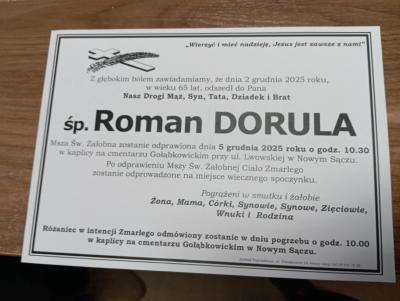 „Wierzyć i mieć nadzieję, Jezus jest zawsze z nami”
Z głębokim bólem zawiadamiamy, że dnia 2 grudnia 2025 roku,
w wieku 65 lat, odszedł do Pana
Nasz Drogi Mąż, Syn, Tata, Dziadek i Brat
śp. Roman DORULA
Msza Św. Żałobna zostanie odprawiona dnia 5 grudnia 2025 roku o godz. 10.30
w kaplicy na cmentarzu Gołąbkowickim przy ul. Lwowskiej w Nowym Sączu.
Po odprawieniu Mszy Św. Żałobnej Ciało Zmarłego
zostanie odprowadzone na miejsce wiecznego spoczynku.
Pogrążeni w smutku i żałobie
Żona, Mama, Córki, Synowie, Synowe, Zięciowie,
Wnuki i Rodzina
Różaniec w intencji Zmarłego odmówiony zostanie w dniu pogrzebu o godz. 10.00
w kaplicy na cmentarzu Gołąbkowickim w Nowym Sączu.